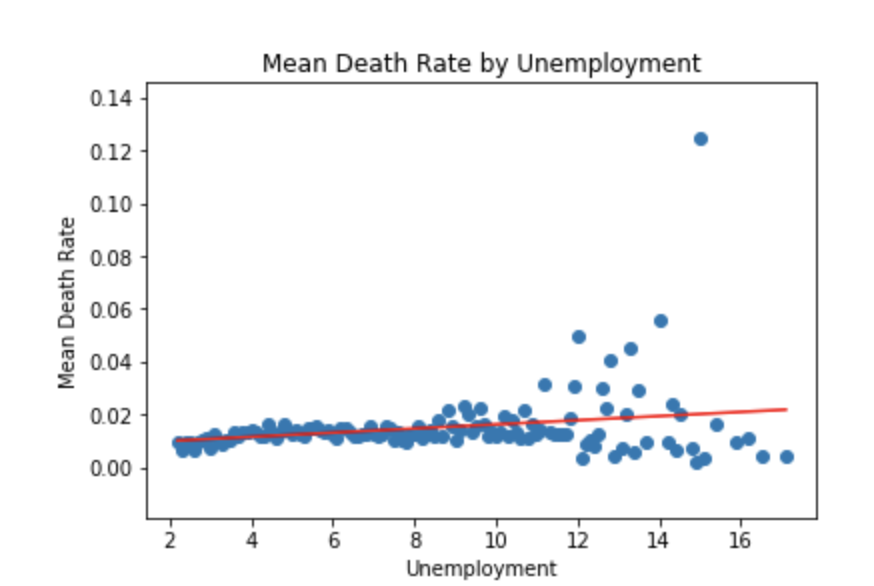 Mean Death Rate by Unemployment
0.14
0.12
0.10
0.08
0.06
0.04
0.02
0.00
Mean Death Rate
2 4 6 8 10 12 14 16
Unemployment